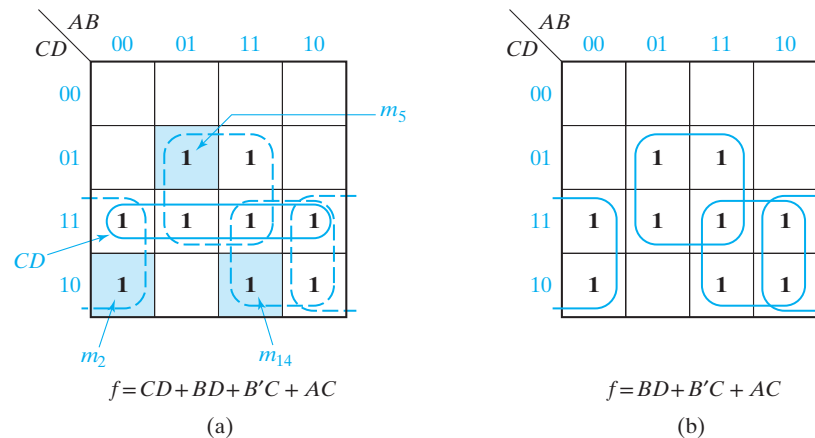 AB
CD
00 01 11 10
00
01
11
10
1 1
1 1 1 1
1 1 1
m5
CD
m2
m14
f = CD + BD + B′C + AC
(a)
AB
CD
00 01 11 10
00
01
11
10
1 1
1 1 1 1
1 1 1
f = BD + B′C + AC
(b)